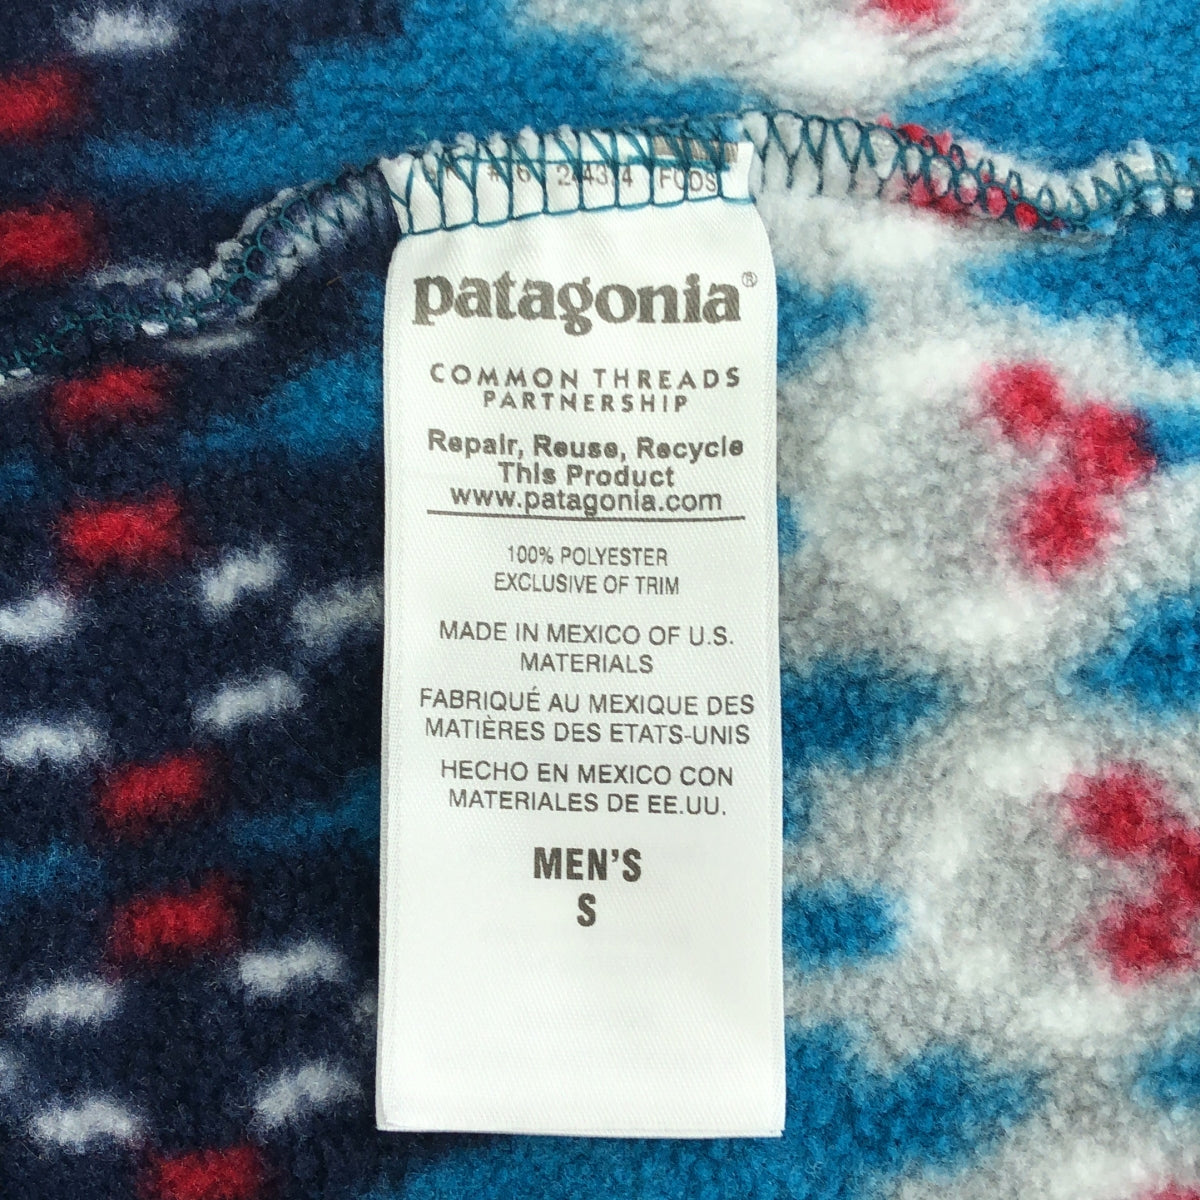 patagonia®
COMMON THREADS
PARTNERSHIP
Repair, Reuse, Recycle
This Product
www.patagonia.com
100% POLYESTER
EXCLUSIVE OF TRIM
MADE IN MEXICO OF U.S.
MATERIALS
FABRIQUÉ AU MEXIQUE DES
MATIÈRES DES ETATS-UNIS
HECHO EN MEXICO CON
MATERIALES DE EE.UU.
MEN'S
S